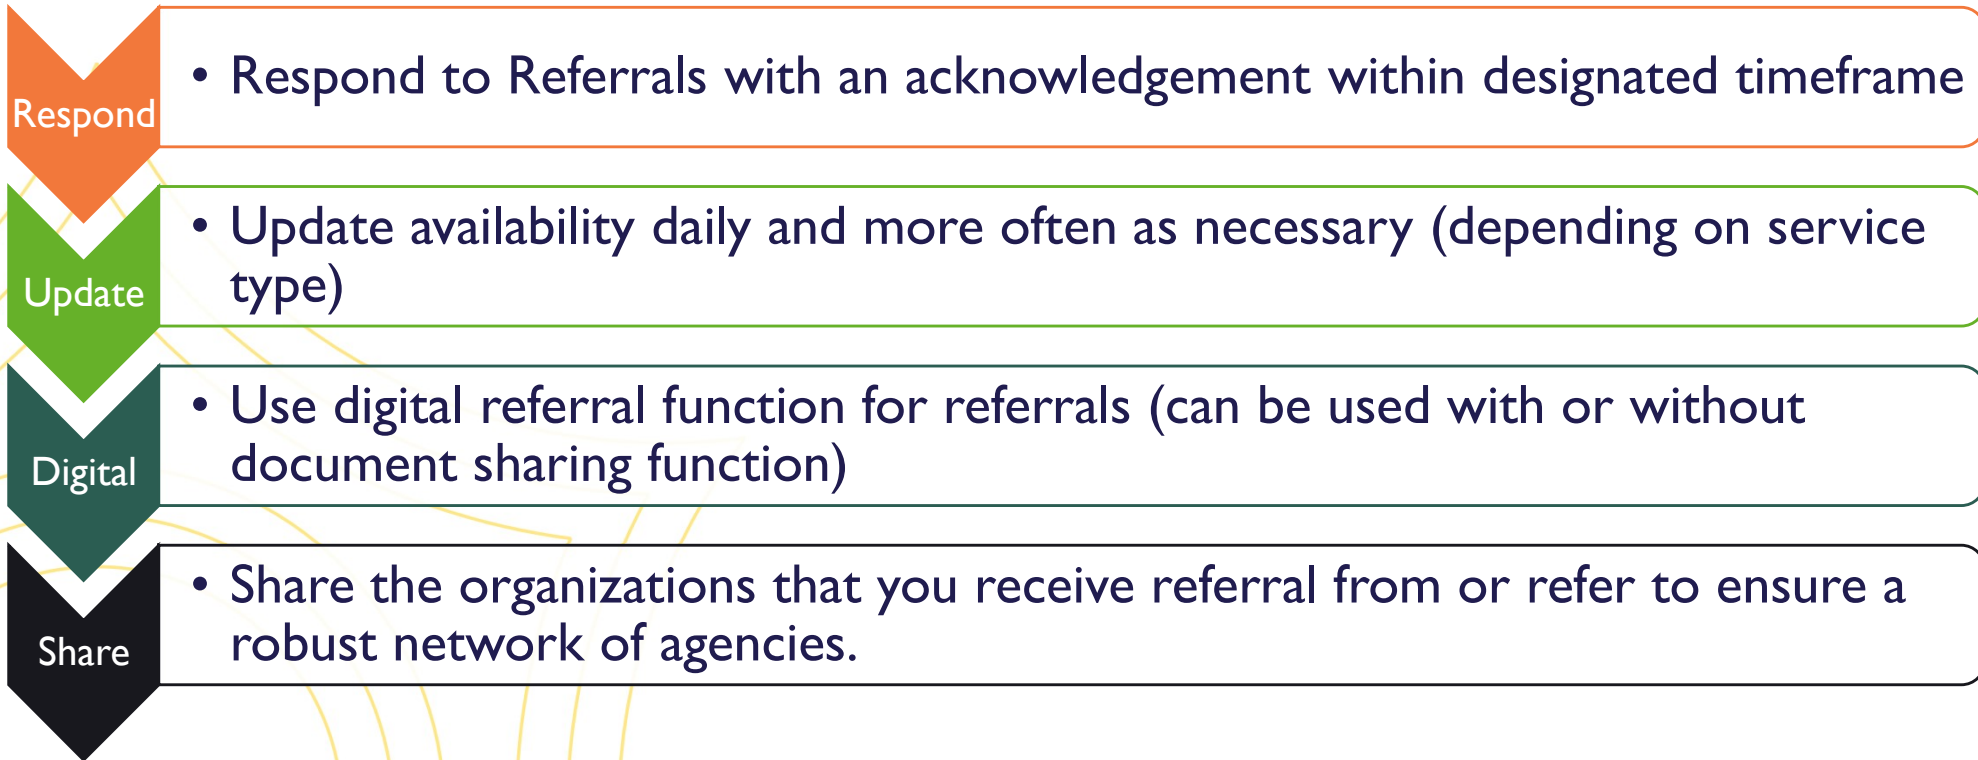 Respond
• Respond to Referrals with an acknowledgement within designated timeframe
Update
• Update availability daily and more often as necessary (depending on service
type)
Digital
• Use digital referral function for referrals (can be used with or without
document sharing function)
Share
• Share the organizations that you receive referral from or refer to ensure a
robust network of agencies.